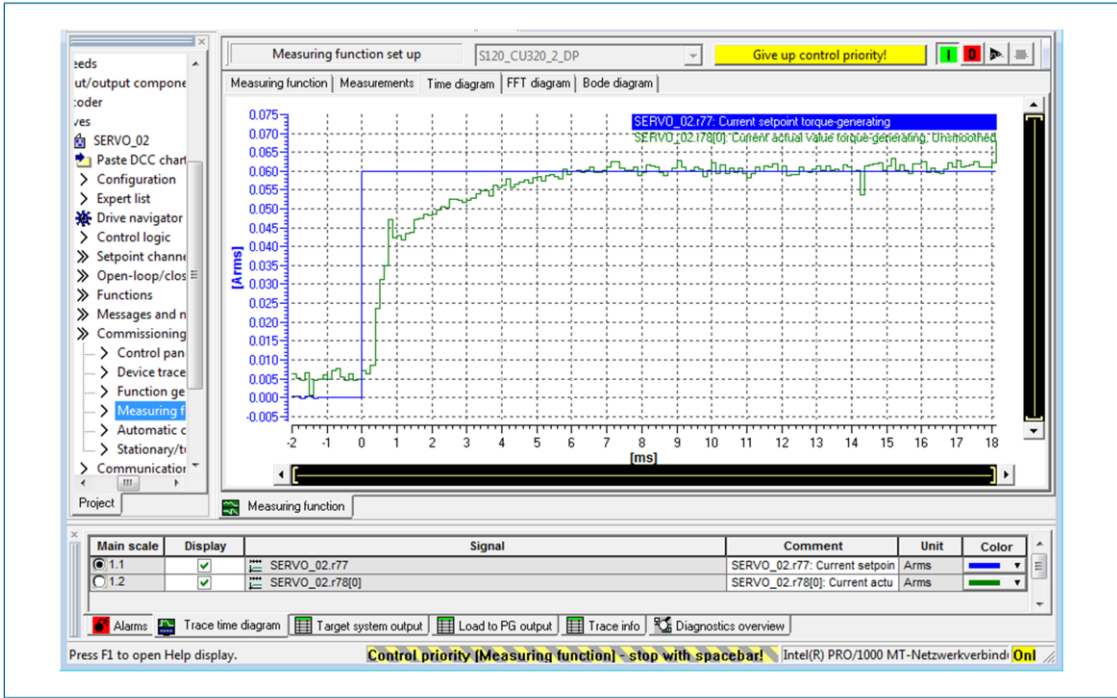 Measuring function set up
S120_CU320_2_DP
Give up control priority!
Measuring function
Measurements
Time diagram
FFT diagram
Bode diagram
eeds
ut/output compone
coder
ves
SERVO_02
Paste DCC chart
Configuration
Expert list
Drive navigator
Control logic
Setpoint channe
Open-loop/clos
Functions
Messages and n
Commissioning
Control pan
Device trace
Function ge
Measuring f
Automatic c
Stationary/tu
Communication
Project
SERVO_02.r77: Current setpoint torque-generating
SERVO_02.r78[0]: Current actual value torque-generating, Unsmoothed
[Arms]
0.075
0.070
0.065
0.060
0.055
0.050
0.045
0.040
0.035
0.030
0.025
0.020
0.015
0.010
0.005
0.000
-0.005
-2 -1 0 1 2 3 4 5 6 7 8 9 10 11 12 13 14 15 16 17 18
[ms]
Measuring function
Main scale Display Signal Comment Unit Color
1.1 SERVO_02.r77 SERVO_02.r77: Current setpoin Arms
1.2 SERVO_02.r78[0] SERVO_02.r78[0]: Current actu Arms
Alarms
Trace time diagram
Target system output
Load to PG output
Trace info
Diagnostics overview
Press F1 to open Help display.
Control priority [Measuring function] - stop with spacebar!
Intel(R) PRO/1000 MT-Netzwerkverbind
Onl